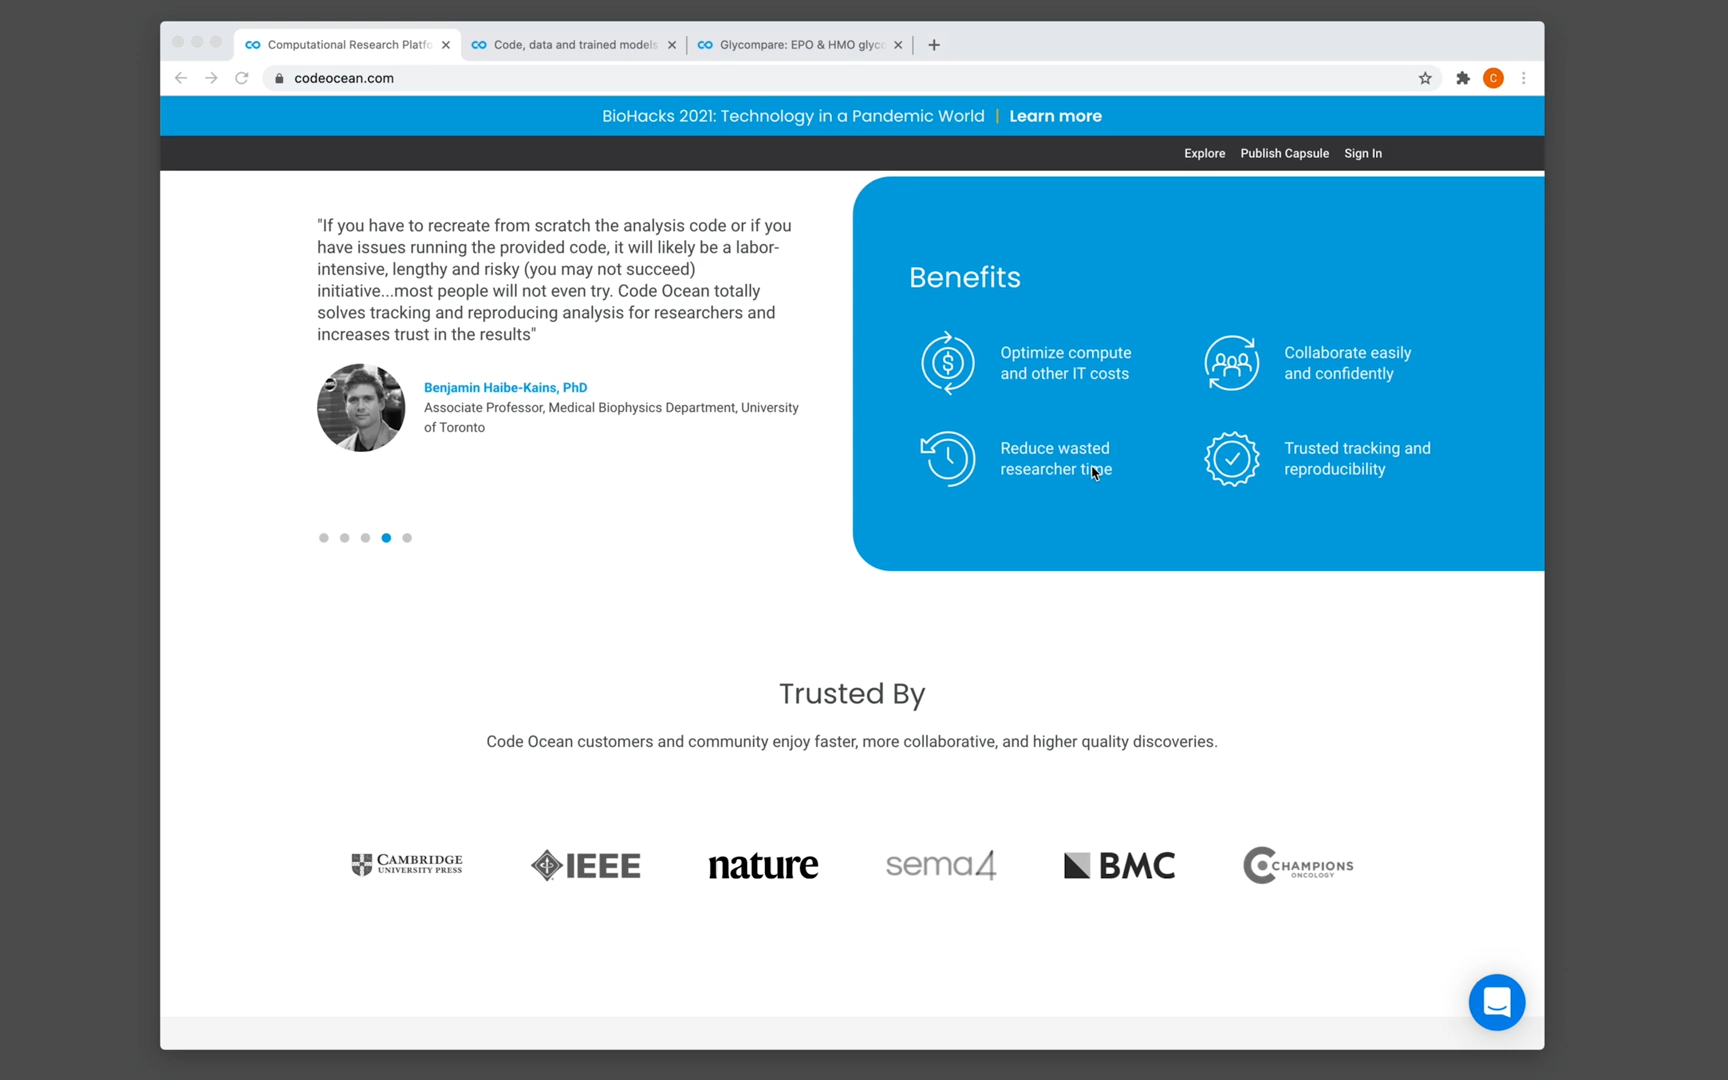 Computational Research Platfo
Code, data and trained models
Glycompare: EPO & HMO glyc
codeocean.com
C
BioHacks 2021: Technology in a Pandemic World | Learn more
Explore Publish Capsule Sign In
"If you have to recreate from scratch the analysis code or if you
have issues running the provided code, it will likely be a labor-
intensive, lengthy and risky (you may not succeed)
initiative...most people will not even try. Code Ocean totally
solves tracking and reproducing analysis for researchers and
increases trust in the results"
Benjamin Haibe-Kains, PhD
Associate Professor, Medical Biophysics Department, University
of Toronto
Benefits
Optimize compute
and other IT costs
Collaborate easily
and confidently
Reduce wasted
researcher time
Trusted tracking and
reproducibility
Trusted By
Code Ocean customers and community enjoy faster, more collaborative, and higher quality discoveries.
CAMBRIDGE
UNIVERSITY PRESS
IEEE
nature
sema4
BMC
CHAMPIONS
ONCOLOGY